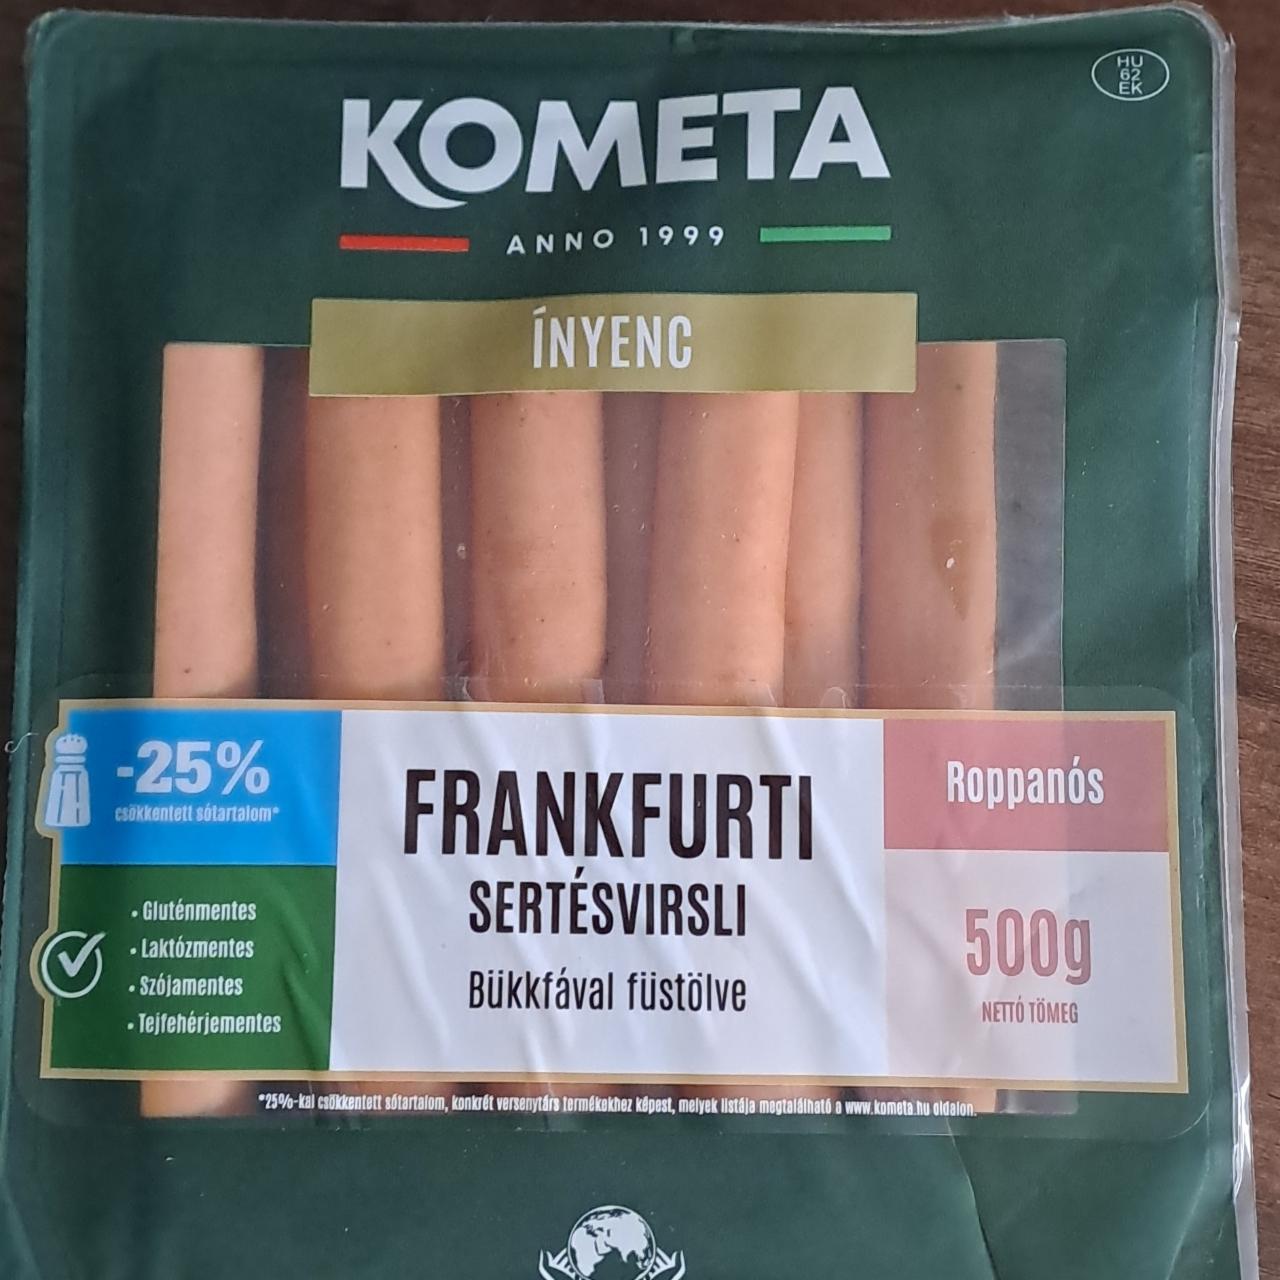 HU
62
EK
KOMETA
ANNO 1999
ÍNYENC
-25%
csökkentett sótartalom*
• Gluténmentes
• Laktózmentes
• Szójamentes
• Tejfehérjementes
FRANKFURTI
SERTÉSVIRSLI
Bükkfával füstölve
Roppanós
500g
NETTÓ TÖMEG
*25%-kal csökkentett sótartalom, konkrét versenytárs termékekhez képest, melyek listája megtalálható a www.kometa.hu oldalon.